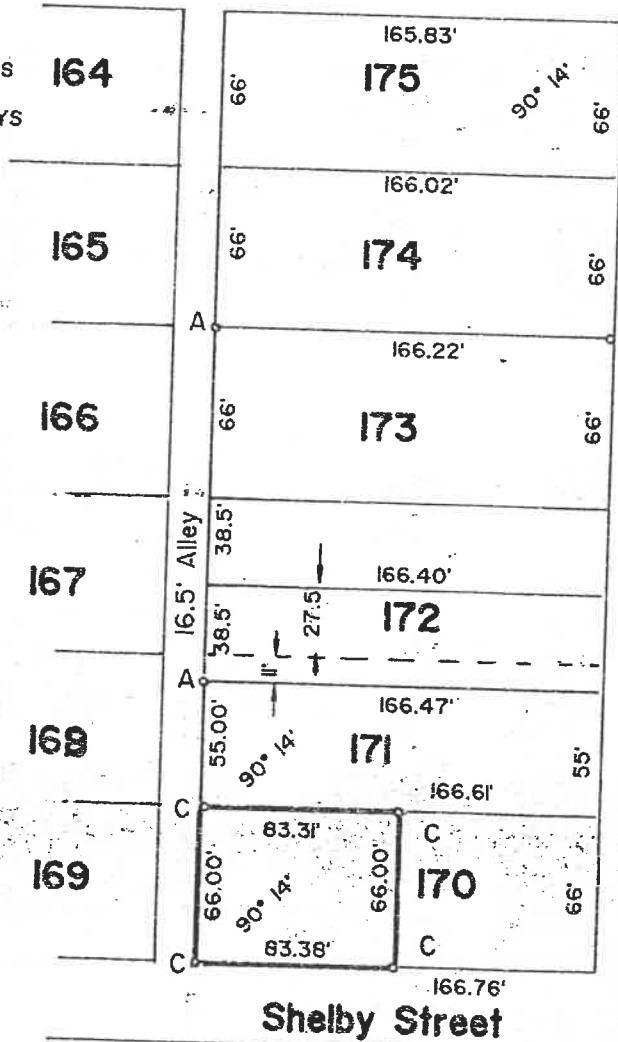 165.83'
S 164 66' 175 90° 14' 66'
YS
166.02'
165 66' 174 66'
A
166.22'
166 66' 173 66'
16.5' Alley
38.5'
166.40'
167 38.5' 27.5 172
11'
A
166.47'
168 55.00' 90° 14' 171 55'
166.61'
C 83.31' C
169 66.00' 90° 14' 66.00' 170 66'
C 83.38' C
166.76'
Shelby Street